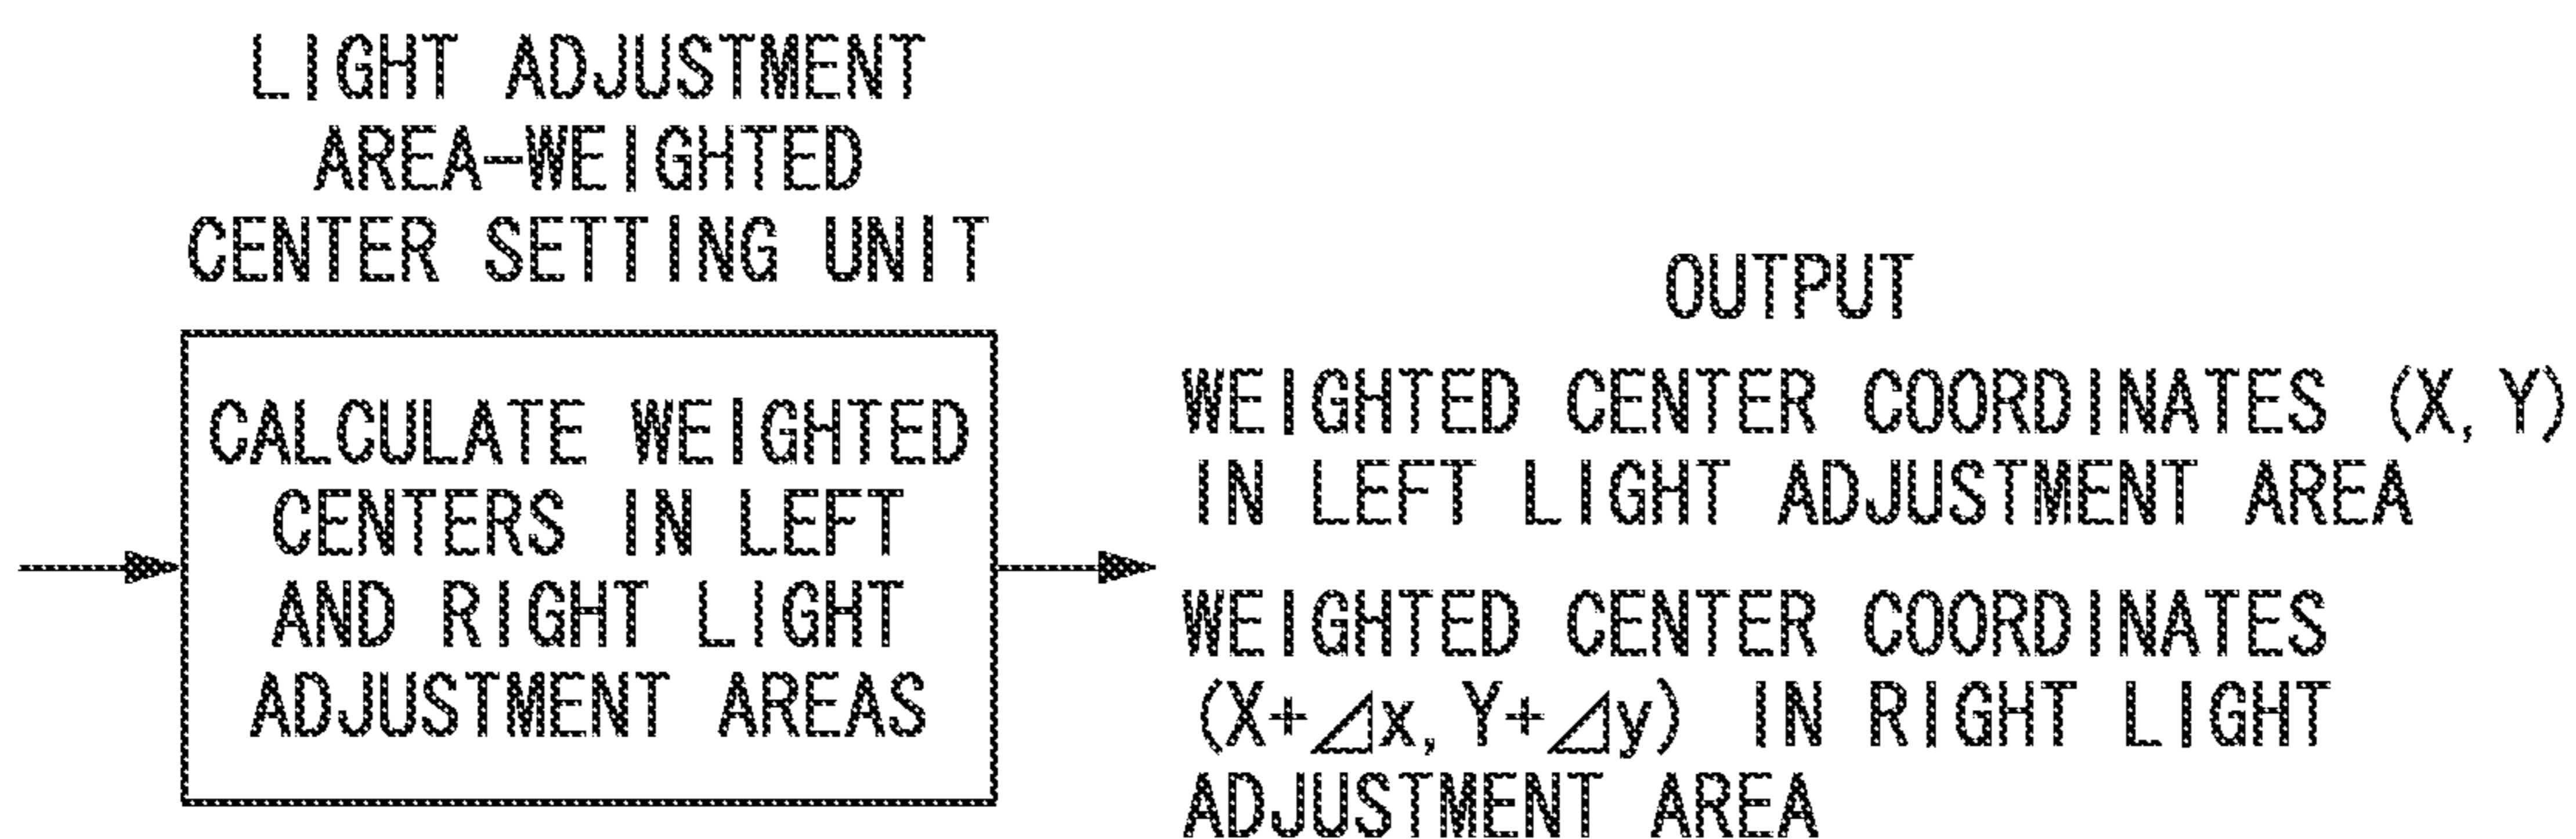 LIGHT ADJUSTMENT
AREA-WEIGHTED
CENTER SETTING UNIT
CALCULATE WEIGHTED
CENTERS IN LEFT
AND RIGHT LIGHT
ADJUSTMENT AREAS
OUTPUT
WEIGHTED CENTER COORDINATES (X, Y)
IN LEFT LIGHT ADJUSTMENT AREA
WEIGHTED CENTER COORDINATES
(X+⊿x, Y+⊿y) IN RIGHT LIGHT
ADJUSTMENT AREA